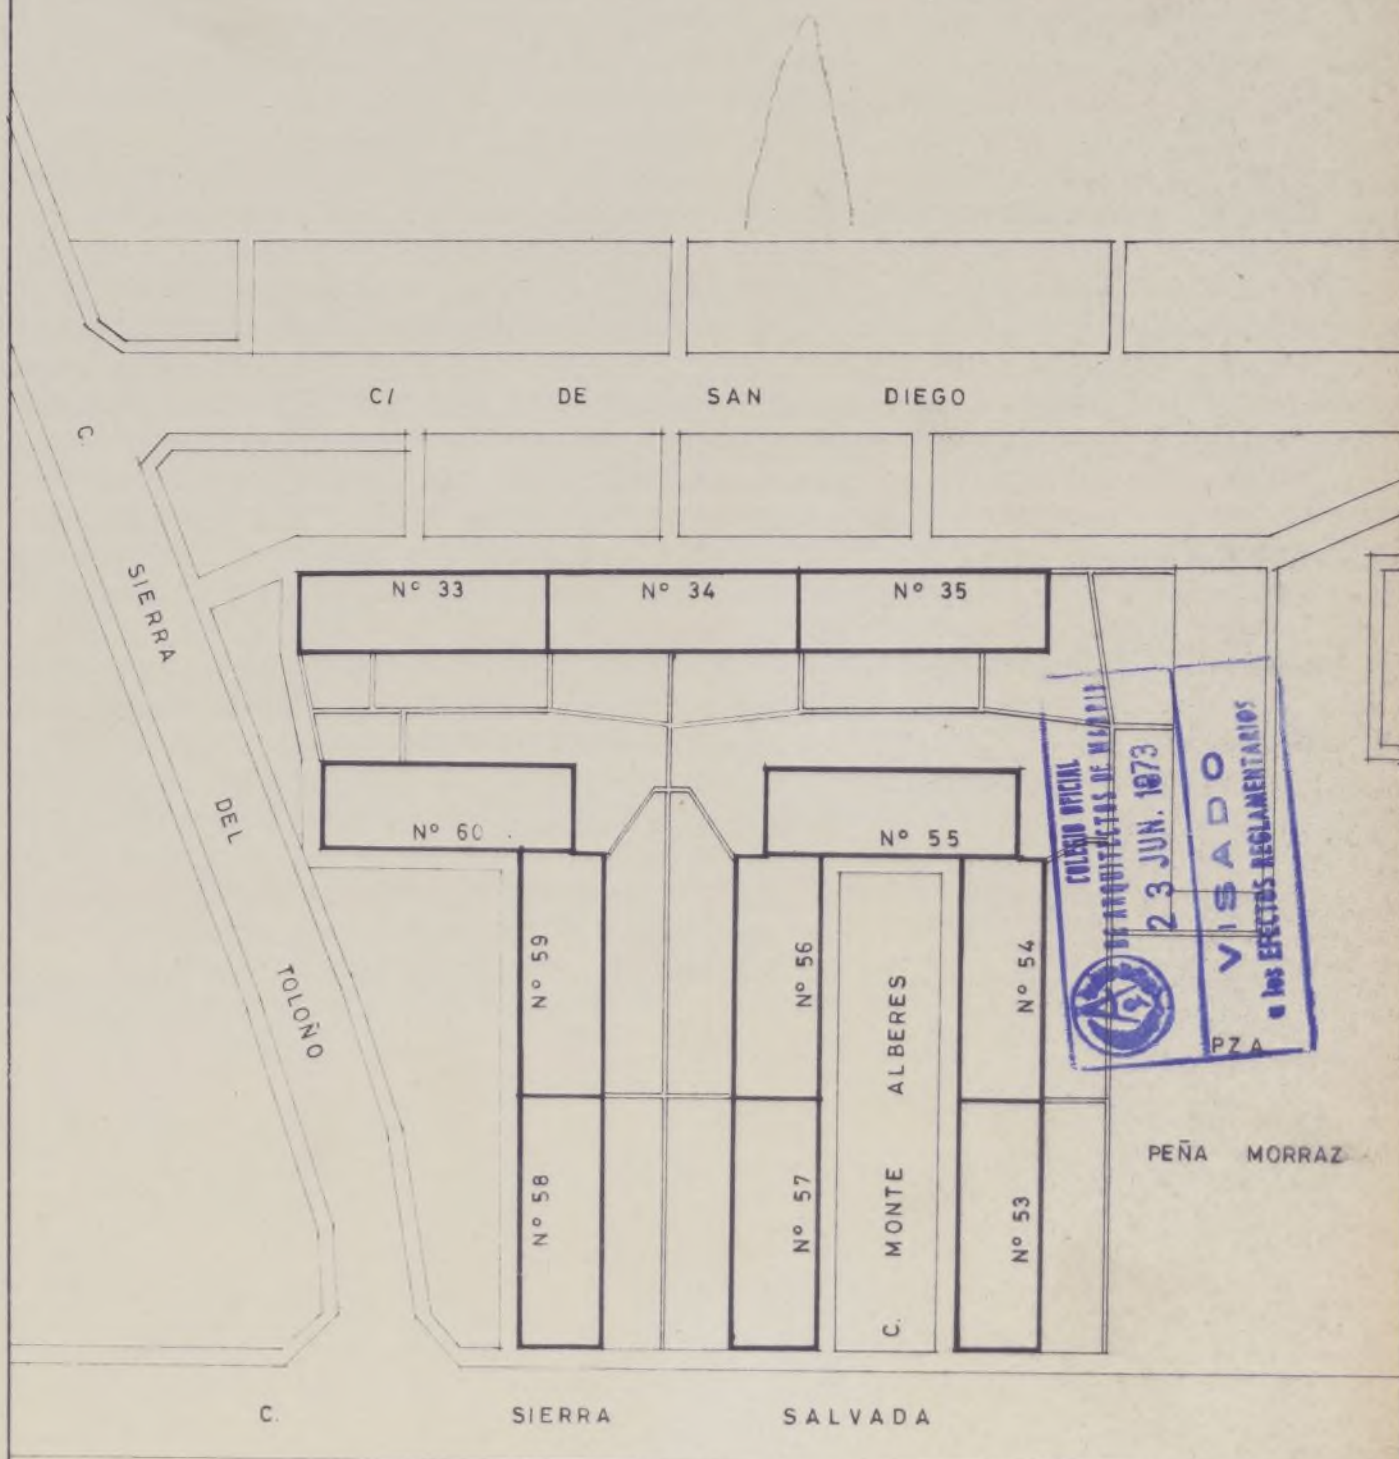 C/ DE SAN DIEGO
C. SIERRA DEL TOLOÑO
Nº 33
Nº 34
Nº 35
Nº 60
Nº 55
Nº 59
Nº 56
Nº 54
Nº 58
Nº 57
Nº 53
C. MONTE ALBERES
COLEGIO OFICIAL
DE ARQUITECTOS DE MADRID
23 JUN. 1973
VISADO
a los EFECTOS REGLAMENTARIOS
PZA
PEÑA MORRAZ
C. SIERRA SALVADA